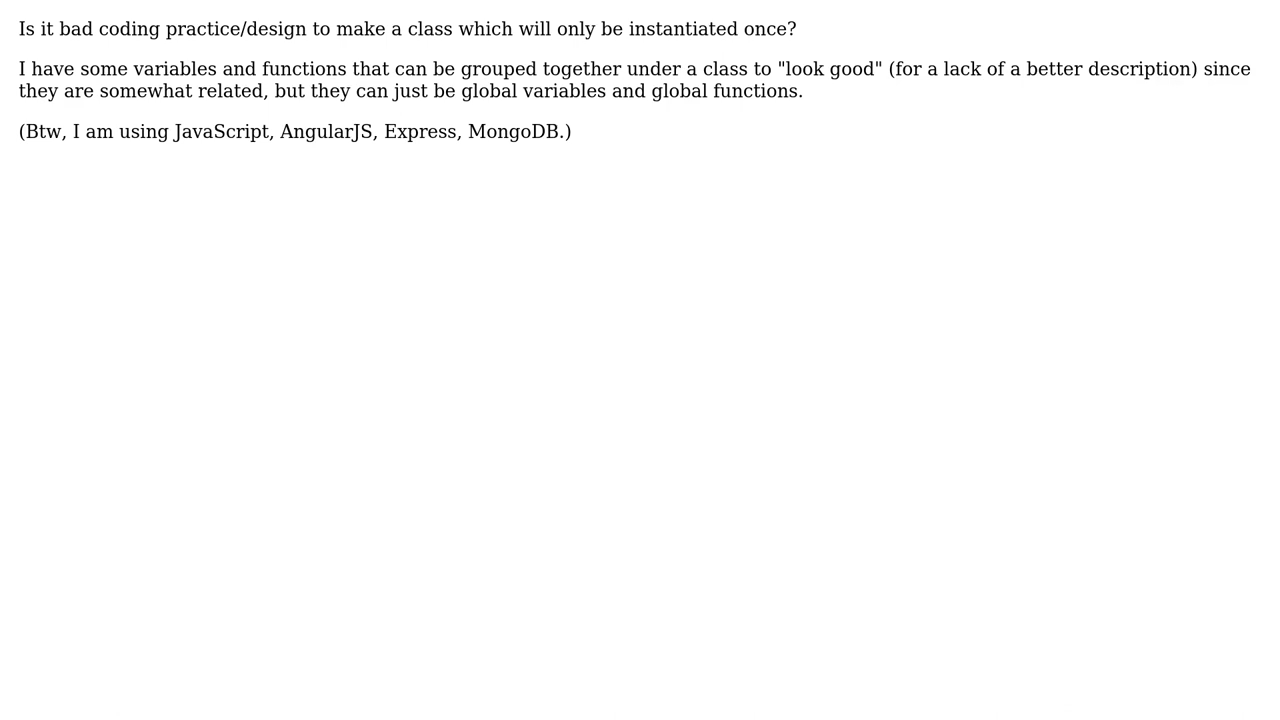 Is it bad coding practice/design to make a class which will only be instantiated once?
I have some variables and functions that can be grouped together under a class to "look good" (for a lack of a better description) since
they are somewhat related, but they can just be global variables and global functions.
(Btw, I am using JavaScript, AngularJS, Express, MongoDB.)